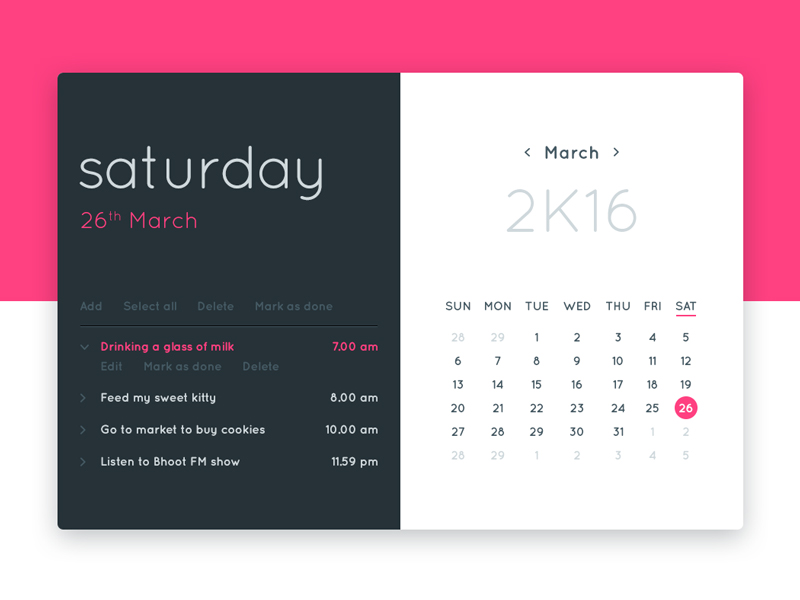 saturday
26th March
Add Select all Delete Mark as done
Drinking a glass of milk 7.00 am
Edit Mark as done Delete
Feed my sweet kitty 8.00 am
Go to market to buy cookies 10.00 am
Listen to Bhoot FM show 11.59 pm
< March >
2K16
SUN MON TUE WED THU FRI SAT
28 29 1 2 3 4 5
6 7 8 9 10 11 12
13 14 15 16 17 18 19
20 21 22 23 24 25 26
27 28 29 30 31 1 2
28 29 1 2 3 4 5